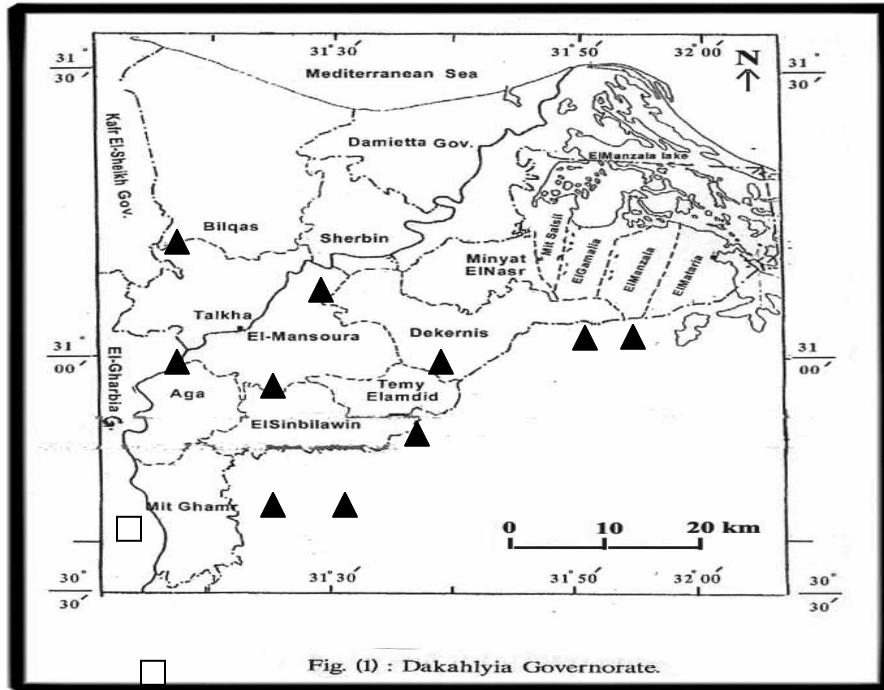 31° 30′
31° 50′
32° 00′
31° 30′
31° 30′
N
Mediterranean Sea
Damietta Gov.
Kafr El-Sheikh Gov.
ElManzala lake
Bilqas
Sherbin
Mit Salsil
ElGamalia
ElManzala
ElMataria
Minyat
ElNasr
Talkha
El-Mansoura
Dekernis
31° 00′
31° 00′
El-Gharbia G.
Aga
Temy
Elamdid
ElSinbilawin
Mit Ghamr
0 10 20 km
30° 30′
31° 30′
31° 50′
32° 00′
30° 30′
Fig. (1) : Dakahlyia Governorate.